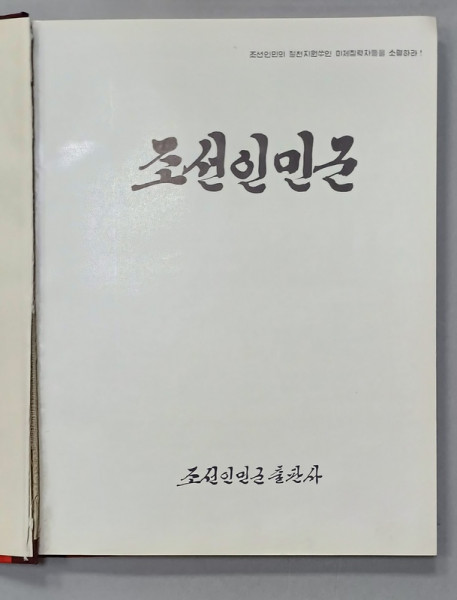 조선인민의 철천지원쑤인 미제침략자들을 소멸하라!
조선인민군
조선인민군출판사